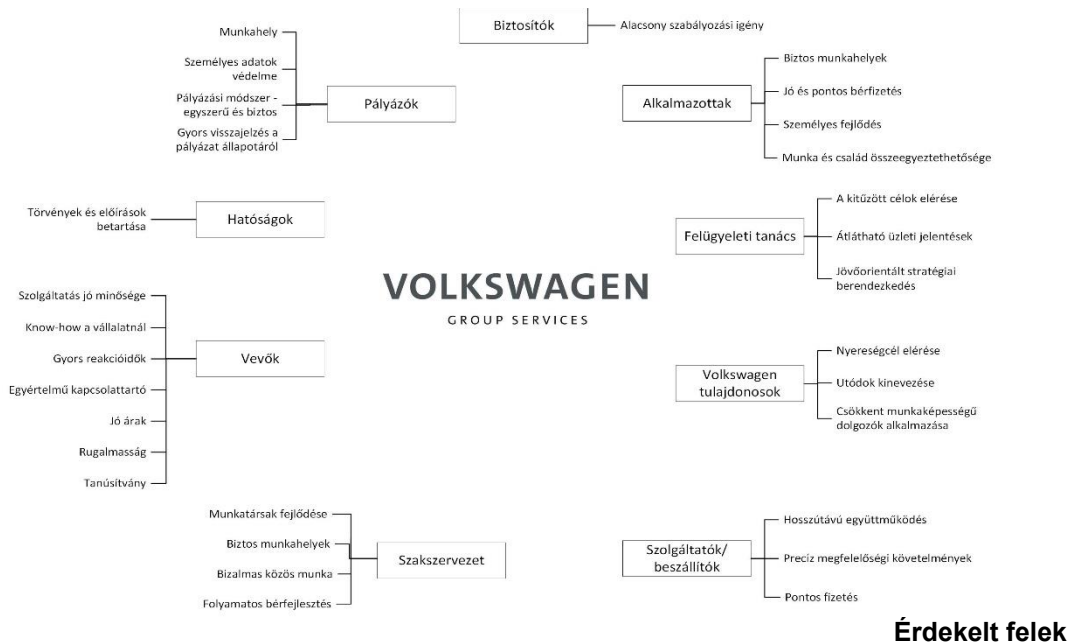 Biztosítók
Alacsony szabályozási igény
Munkahely
Személyes adatok
védelme
Pályázási módszer -
egyszerű és biztos
Gyors visszajelzés a
pályázat állapotáról
Pályázók
Alkalmazottak
Biztos munkahelyek
Jó és pontos bérfizetés
Személyes fejlődés
Munka és család összeegyeztethetősége
Törvények és előírások
betartása
Hatóságok
Felügyeleti tanács
A kitűzött célok elérése
Átlátható üzleti jelentések
Jövőorientált stratégiai
berendezkedés
VOLKSWAGEN
GROUP SERVICES
Szolgáltatás jó minősége
Know-how a vállalatnál
Gyors reakcióidők
Egyértelmű kapcsolattartó
Jó árak
Rugalmasság
Tanúsítvány
Vevők
Volkswagen
tulajdonosok
Nyereségcél elérése
Utódok kinevezése
Csökkent munkaképességű
dolgozók alkalmazása
Munkatársak fejlődése
Biztos munkahelyek
Bizalmas közös munka
Folyamatos bérfejlesztés
Szakszervezet
Szolgáltatók/
beszállítók
Hosszútávú együttműködés
Precíz megfelelőségi követelmények
Pontos fizetés
Érdekelt felek